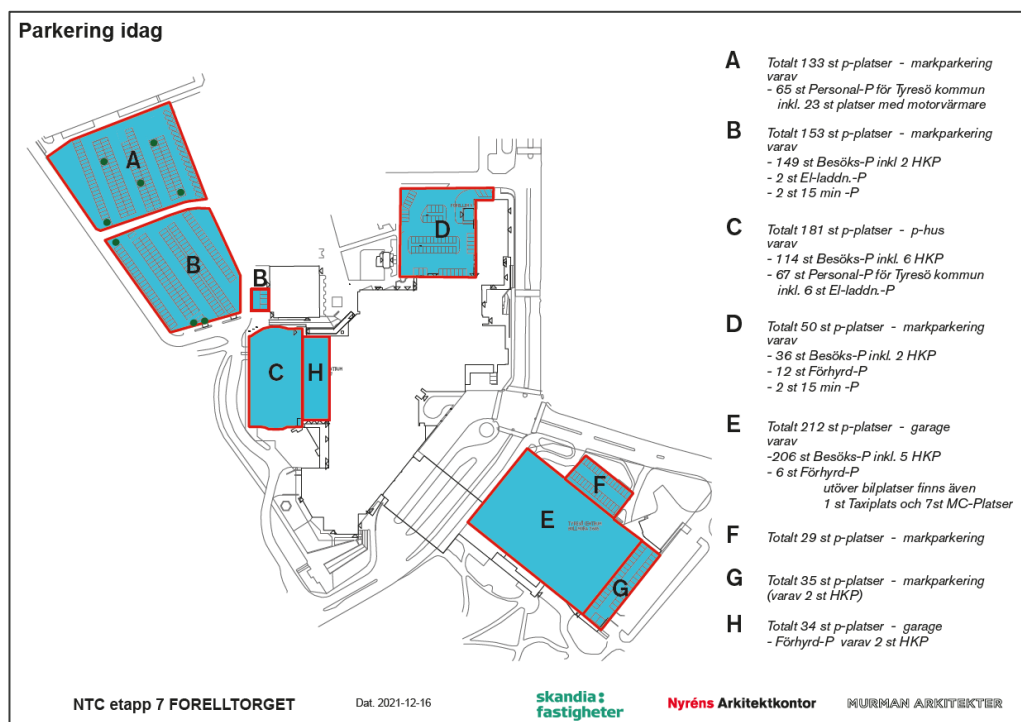 Parkering idag
A
Totalt 133 st p-platser - markparkering
varav
- 65 st Personal-P för Tyresö kommun
inkl. 23 st platser med motorvärmare
B
Totalt 153 st p-platser - markparkering
varav
- 149 st Besöks-P inkl 2 HKP
- 2 st El-laddn.-P
- 2 st 15 min -P
C
Totalt 181 st p-platser - p-hus
varav
- 114 st Besöks-P inkl. 6 HKP
- 67 st Personal-P för Tyresö kommun
inkl. 6 st El-laddn.-P
D
Totalt 50 st p-platser - markparkering
varav
- 36 st Besöks-P inkl. 2 HKP
- 12 st Förhyrd-P
- 2 st 15 min -P
E
Totalt 212 st p-platser - garage
varav
-206 st Besöks-P inkl. 5 HKP
- 6 st Förhyrd-P
utöver bilplatser finns även
1 st Taxiplats och 7st MC-Platser
F
Totalt 29 st p-platser - markparkering
G
Totalt 35 st p-platser - markparkering
(varav 2 st HKP)
H
Totalt 34 st p-platser - garage
- Förhyrd-P varav 2 st HKP
A
B
B
C
H
D
E
F
G
NTC etapp 7 FORELLTORGET
Dat. 2021-12-16
skandia:
fastigheter
Nyréns Arkitektkontor
MURMAN ARKITEKTER